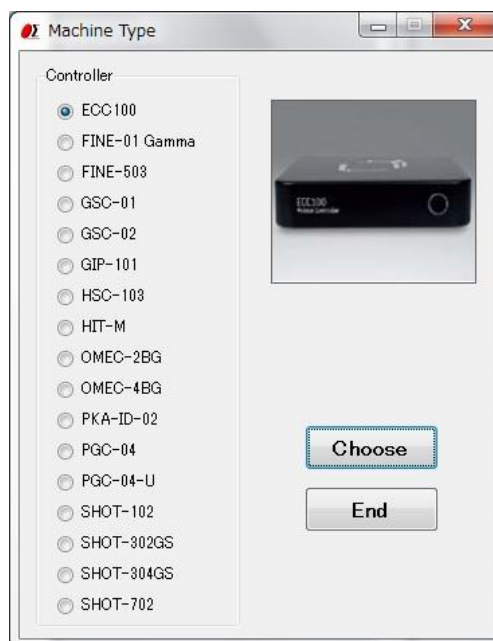 Machine Type
Controller
ECC100
FINE-01 Gamma
FINE-503
GSC-01
GSC-02
GIP-101
HSC-103
HIT-M
OMEC-2BG
OMEC-4BG
PKA-ID-02
PGC-04
PGC-04-U
SHOT-102
SHOT-302GS
SHOT-304GS
SHOT-702
ECC100
Choose
End